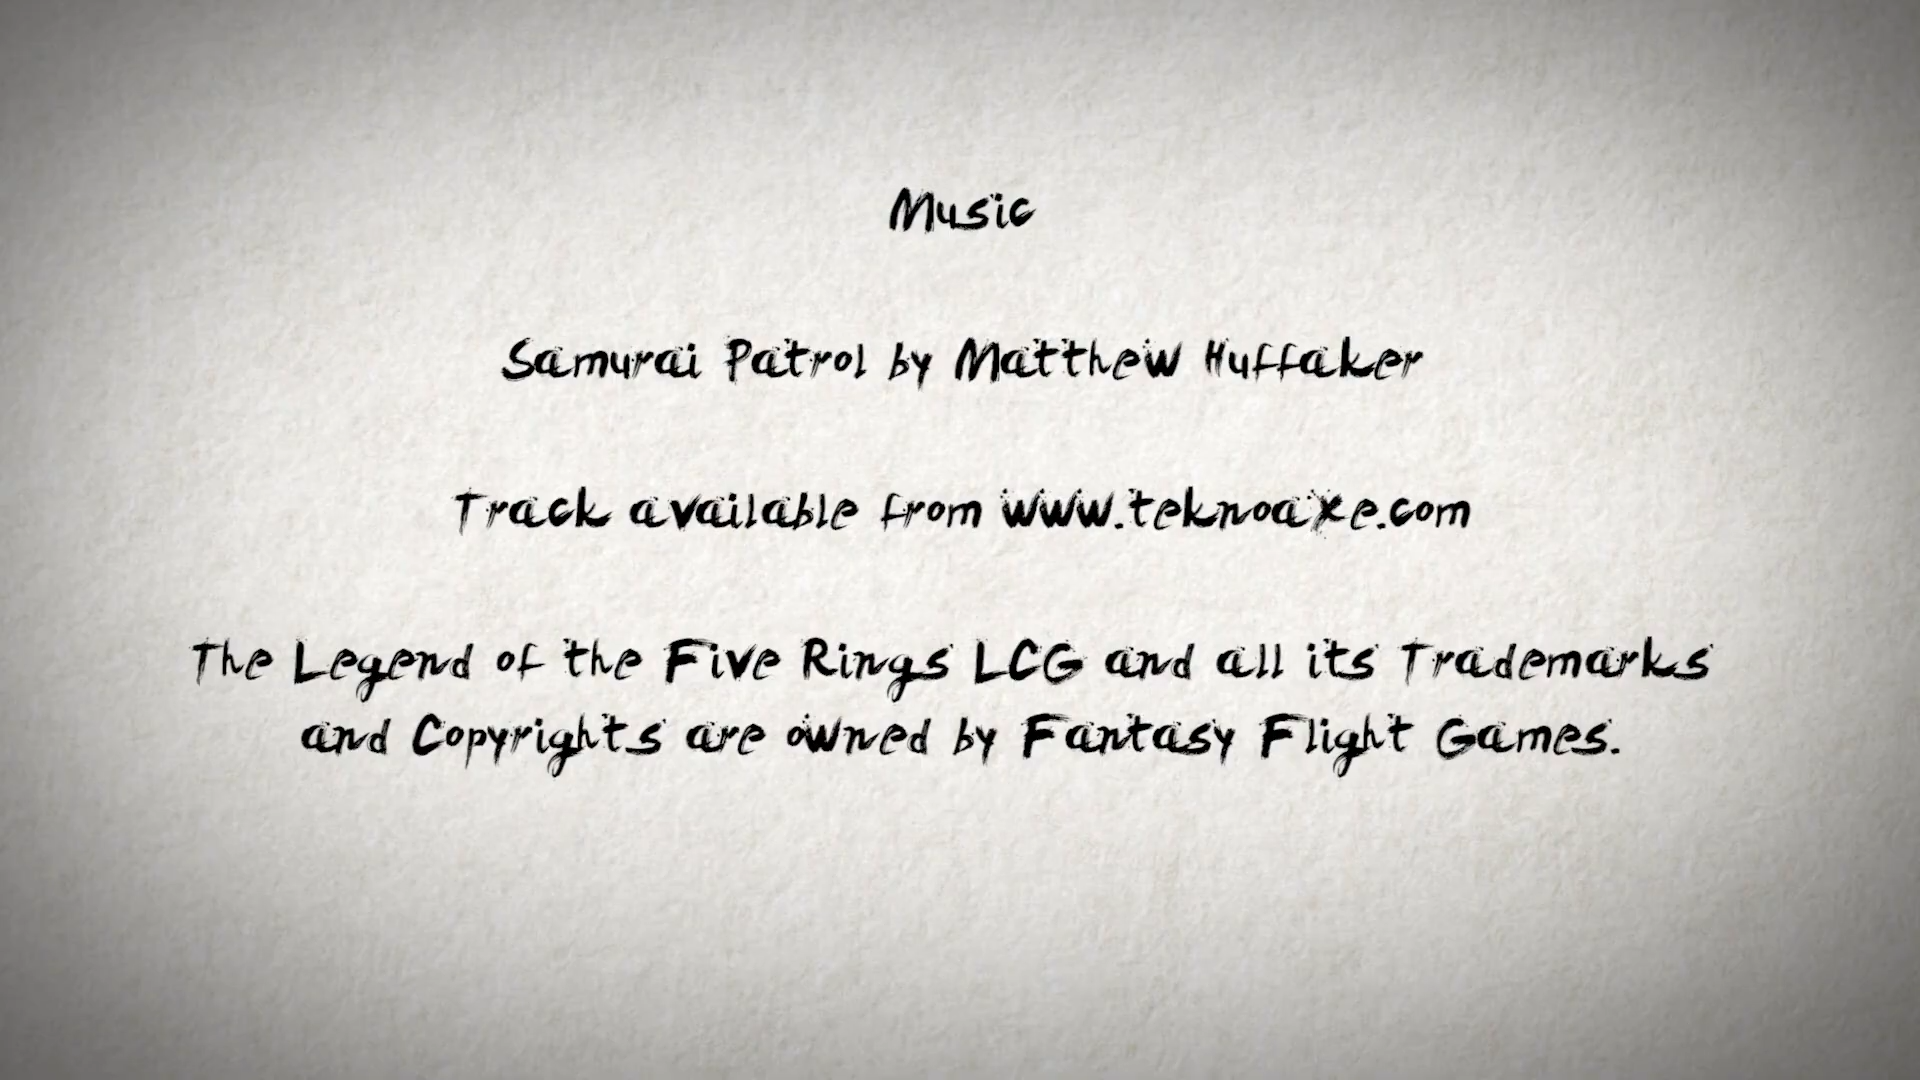 Music
Samurai Patrol by Matthew Huffaker
Track available from www.teknoaxe.com
The Legend of the Five Rings LCG and all its Trademarks
and Copyrights are owned by Fantasy Flight Games.